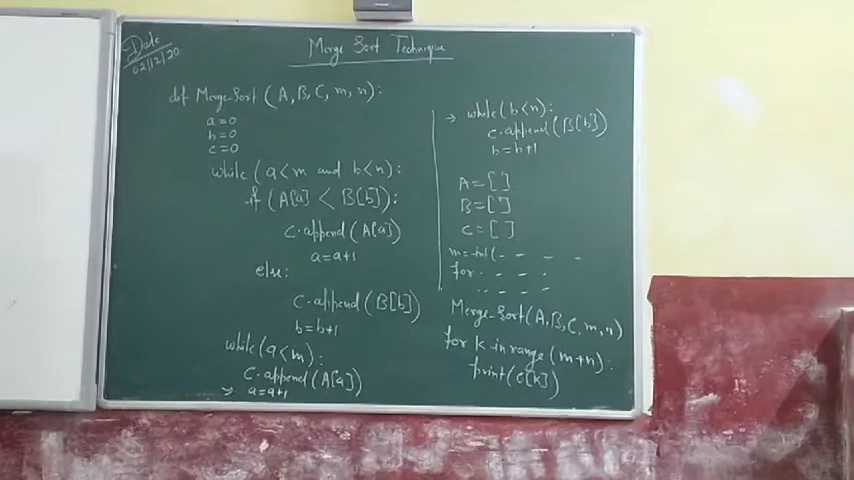 Date
02/12/20
Merge Sort Technique
def Merge-Sort (A, B, C, m, n):
a=0
b=0
c=0
while (a<m and b<n):
if (A[a] < B[b]):
C.append (A[a])
a=a+1
else:
C.append (B[b])
b=b+1
while (a<m):
C.append (A[a])
→ a=a+1
→ while (b<n):
C.append (B[b])
b=b+1
A=[ ]
B=[ ]
C=[ ]
m=int(- - - -
for - - - -
- - - -
Merge-Sort (A, B, C, m, n)
for k in range (m+n):
print (C[k])